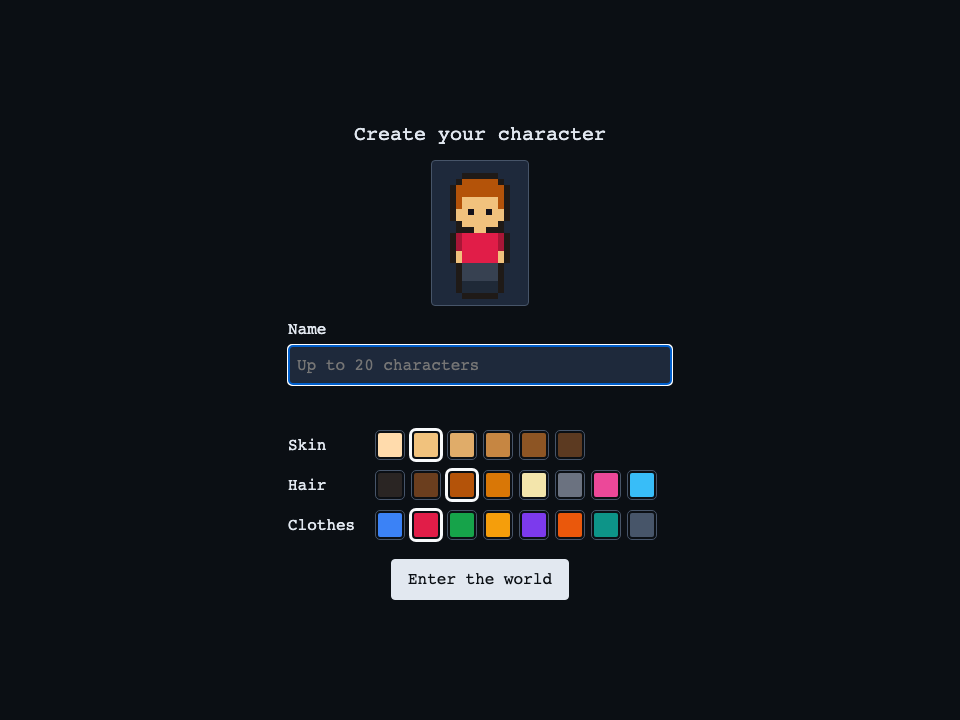 Create your character
Name
Up to 20 characters
Skin
Hair
Clothes
Enter the world